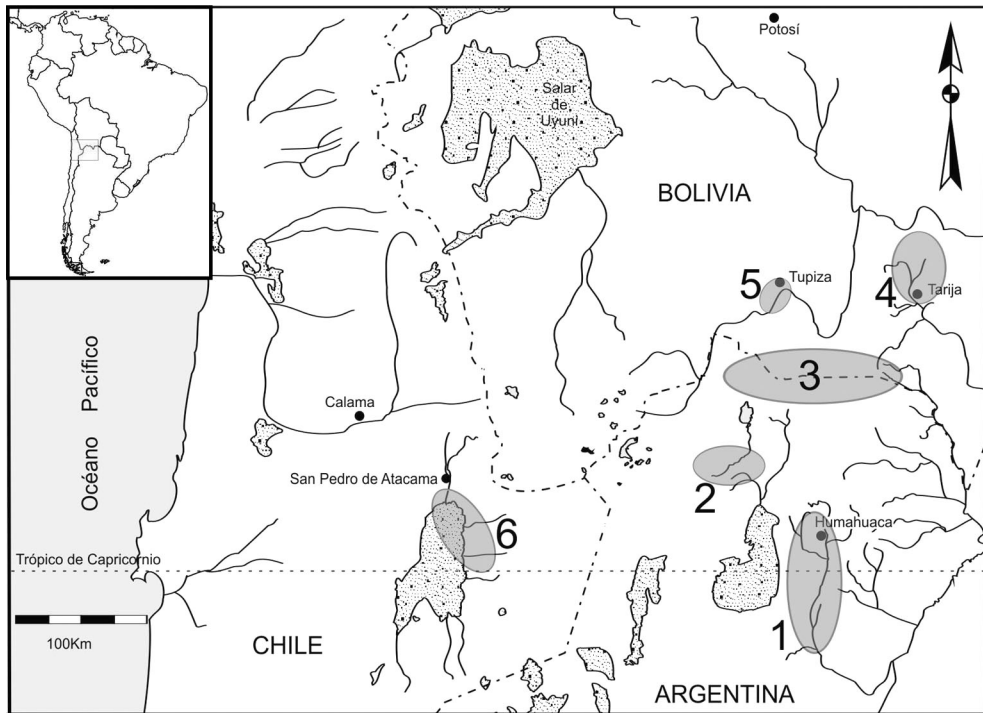 Potosí
Salar
de
Uyuni
BOLIVIA
5
Tupiza
4
Tarija
Océano Pacífico
3
Calama
San Pedro de Atacama
2
6
Humahuaca
Trópico de Capricornio
1
100Km
CHILE
ARGENTINA